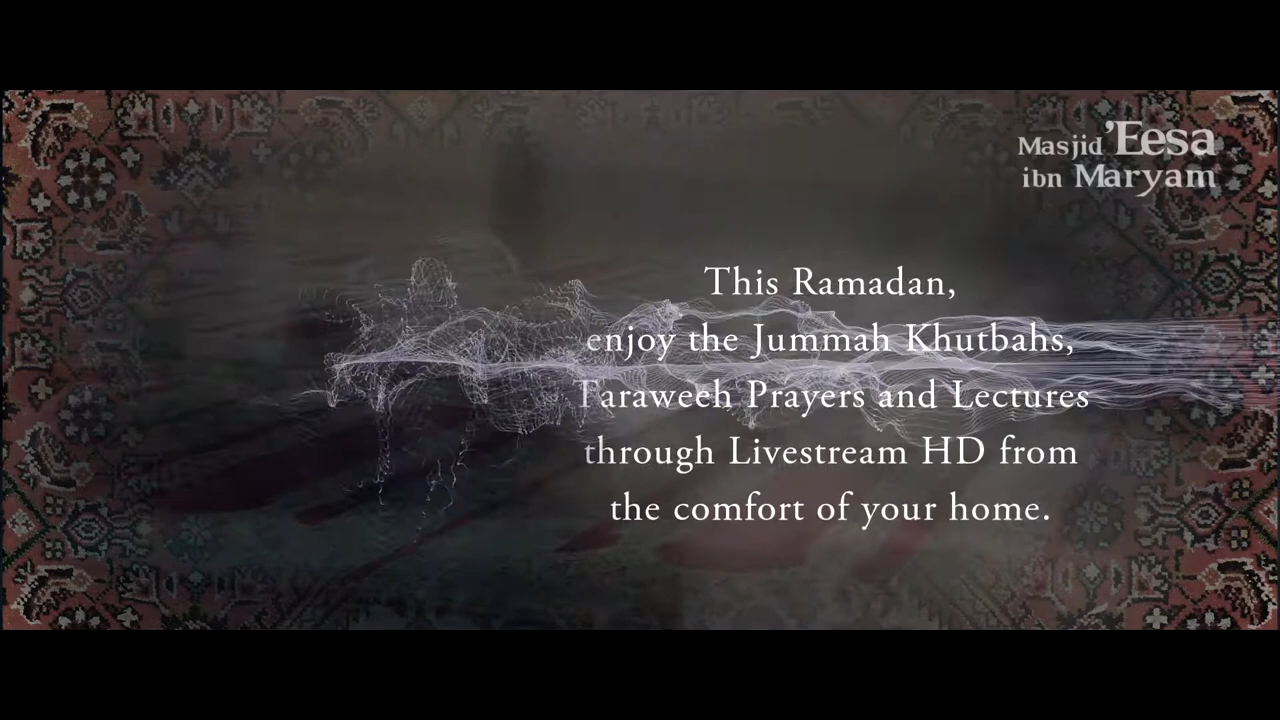 Masjid 'Eesa
ibn Maryam
This Ramadan,
enjoy the Jummah Khutbahs,
Taraweeh Prayers and Lectures
through Livestream HD from
the comfort of your home.